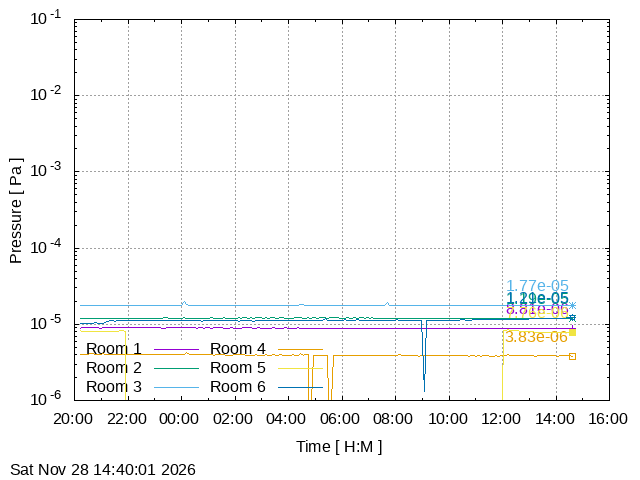 10^-1
10^-2
10^-3
10^-4
10^-5
10^-6
Pressure [ Pa ]
1.77e-05
3.83e-06
Room 1 Room 4
Room 2 Room 5
Room 3 Room 6
20:00 22:00 00:00 02:00 04:00 06:00 08:00 10:00 12:00 14:00 16:00
Time [ H:M ]
Sat Nov 28 14:40:01 2026